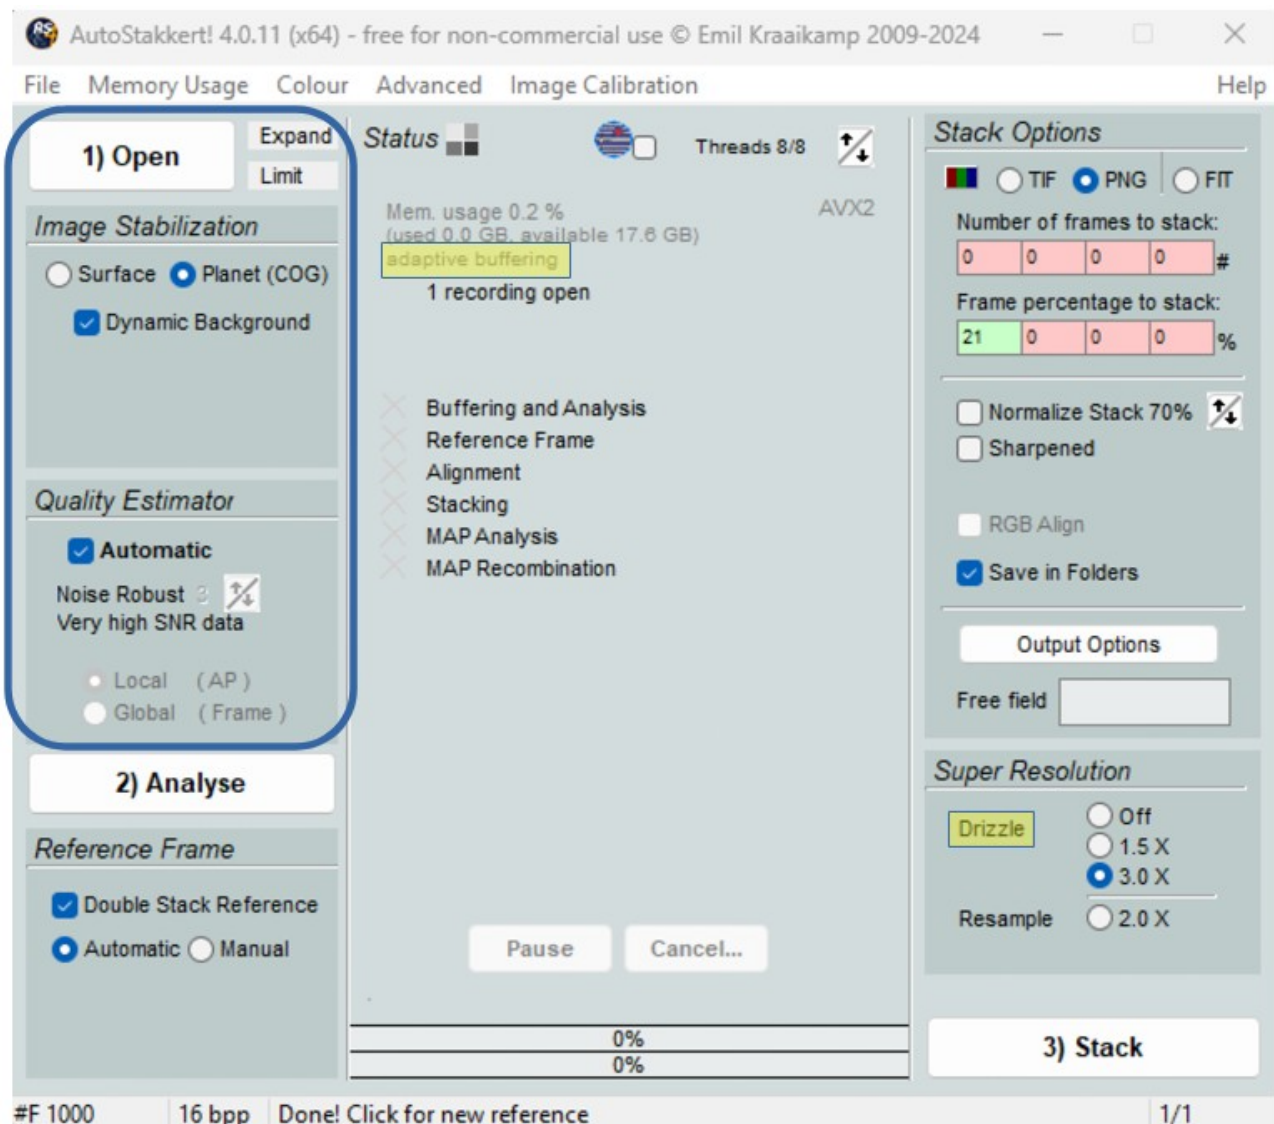 AutoStakkert! 4.0.11 (x64) - free for non-commercial use © Emil Kraaikamp 2009-2024
File Memory Usage Colour Advanced Image Calibration Help
1) Open
Expand
Limit
Image Stabilization
Surface Planet (COG)
Dynamic Background
Quality Estimator
Automatic
Noise Robust 3
Very high SNR data
Local (AP)
Global (Frame)
2) Analyse
Reference Frame
Double Stack Reference
Automatic Manual
Status
Threads 8/8
Mem. usage 0.2 %
AVX2
(used 0.0 GB, available 17.6 GB)
adaptive buffering
1 recording open
Buffering and Analysis
Reference Frame
Alignment
Stacking
MAP Analysis
MAP Recombination
Pause Cancel...
0%
0%
Stack Options
TIF PNG FIT
Number of frames to stack:
0 0 0 0 #
Frame percentage to stack:
21 0 0 0 %
Normalize Stack 70%
Sharpened
RGB Align
Save in Folders
Output Options
Free field
Super Resolution
Drizzle
Off
1.5 X
3.0 X
Resample 2.0 X
3) Stack
#F 1000 16 bpp Done! Click for new reference 1/1